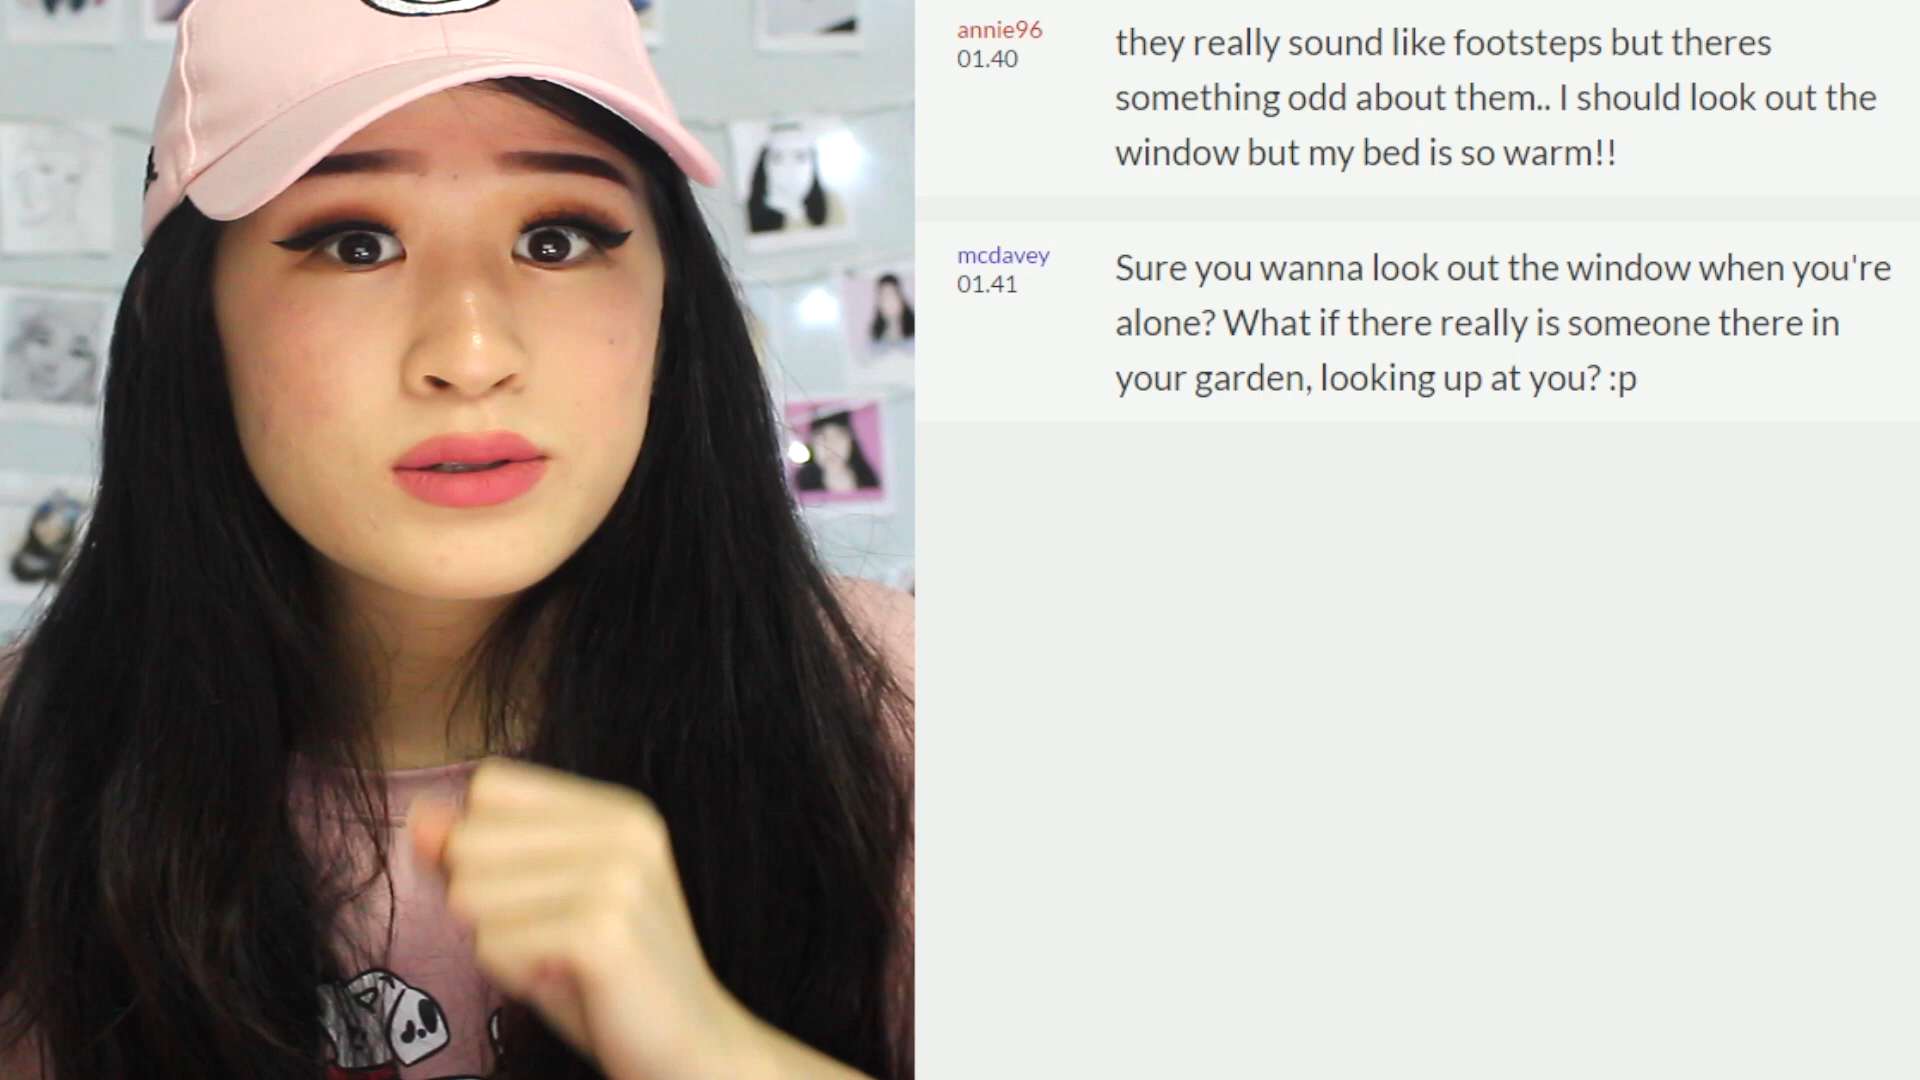 annie96
01.40
they really sound like footsteps but theres
something odd about them.. I should look out the
window but my bed is so warm!!
mcdavey
01.41
Sure you wanna look out the window when you're
alone? What if there really is someone there in
your garden, looking up at you? :p